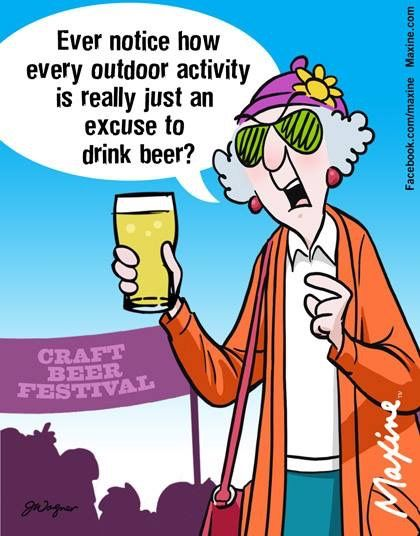 Ever notice how
every outdoor activity
is really just an
excuse to
drink beer?
Facebook.com/maxine Maxine.com
CRAFT
BEER
FESTIVAL
Maxine™
JWagner